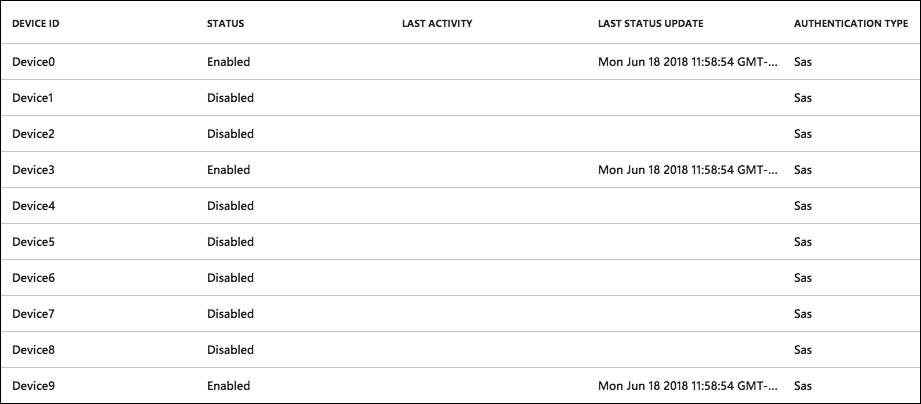 DEVICE ID STATUS LAST ACTIVITY LAST STATUS UPDATE AUTHENTICATION TYPE
Device0 Enabled Mon Jun 18 2018 11:58:54 GMT-... Sas
Device1 Disabled Sas
Device2 Disabled Sas
Device3 Enabled Mon Jun 18 2018 11:58:54 GMT-... Sas
Device4 Disabled Sas
Device5 Disabled Sas
Device6 Disabled Sas
Device7 Disabled Sas
Device8 Disabled Sas
Device9 Enabled Mon Jun 18 2018 11:58:54 GMT-... Sas